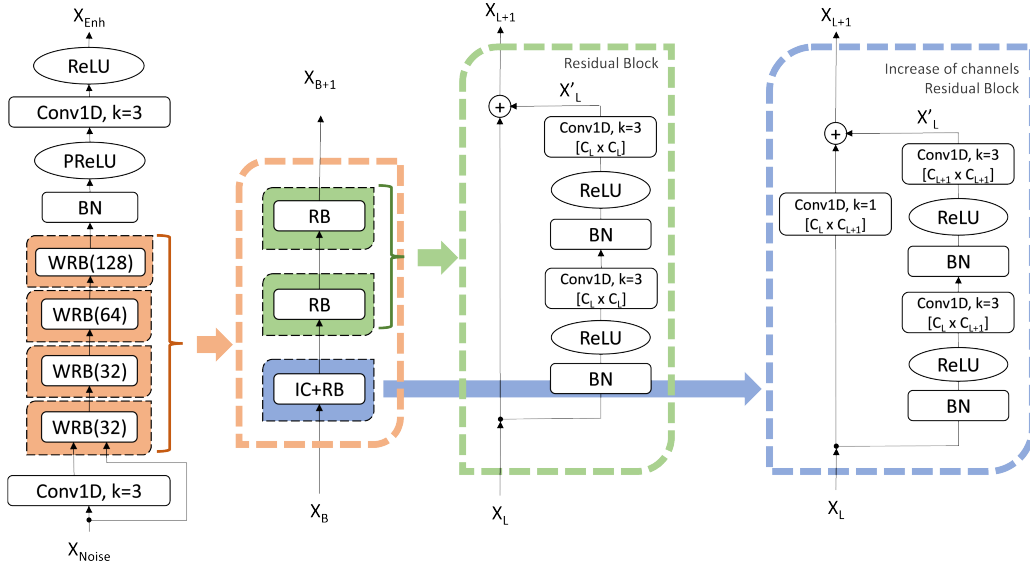 X_Enh
ReLU
Conv1D, k=3
PReLU
BN
WRB(128)
WRB(64)
WRB(32)
WRB(32)
Conv1D, k=3
X_Noise
X_B+1
RB
RB
IC+RB
X_B
X_L+1
Residual Block
X'_L
+
Conv1D, k=3
[C_L x C_L]
ReLU
BN
Conv1D, k=3
[C_L x C_L]
ReLU
BN
X_L
X_L+1
Increase of channels
Residual Block
X'_L
+
Conv1D, k=3
[C_L+1 x C_L+1]
Conv1D, k=1
[C_L x C_L+1]
ReLU
BN
Conv1D, k=3
[C_L x C_L+1]
ReLU
BN
X_L